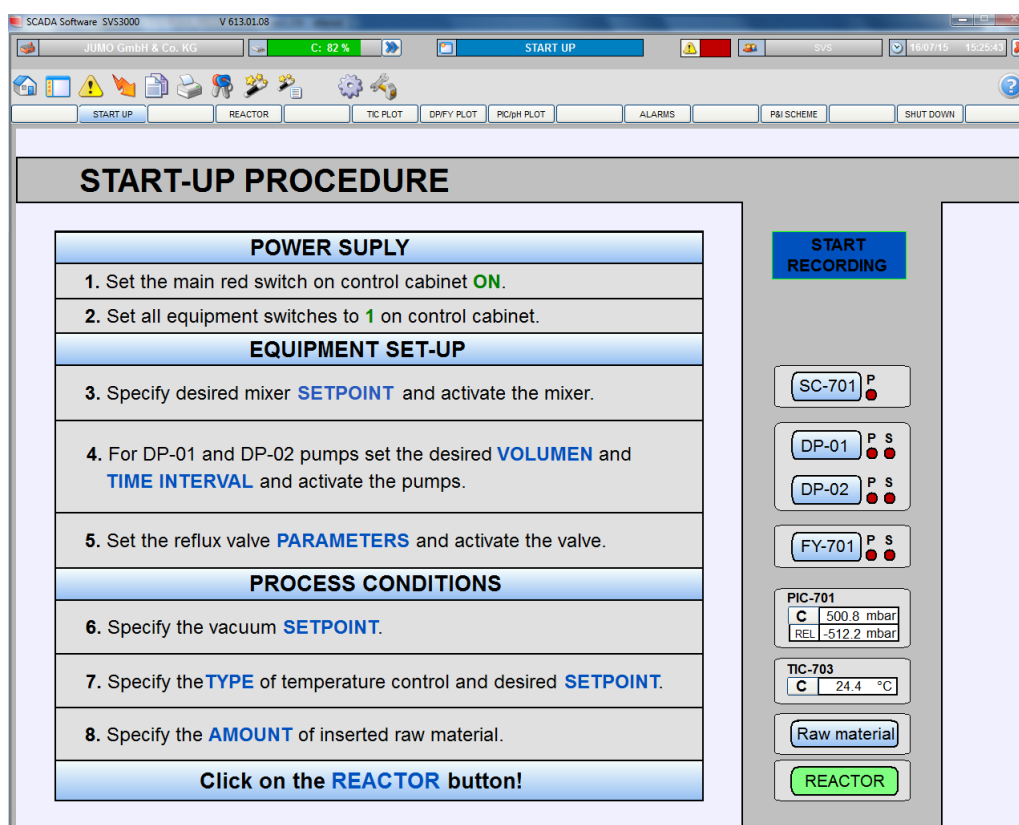 SCADA Software SVS3000 V 613.01.08
JUMO GmbH & Co. KG C: 82 % START UP SVS 16/07/15 15:25:43
START UP REACTOR TIC PLOT DP/FY PLOT PIC/pH PLOT ALARMS P&I SCHEME SHUT DOWN
START-UP PROCEDURE
POWER SUPLY
1. Set the main red switch on control cabinet ON.
2. Set all equipment switches to 1 on control cabinet.
EQUIPMENT SET-UP
3. Specify desired mixer SETPOINT and activate the mixer.
4. For DP-01 and DP-02 pumps set the desired VOLUMEN and
TIME INTERVAL and activate the pumps.
5. Set the reflux valve PARAMETERS and activate the valve.
PROCESS CONDITIONS
6. Specify the vacuum SETPOINT.
7. Specify the TYPE of temperature control and desired SETPOINT.
8. Specify the AMOUNT of inserted raw material.
Click on the REACTOR button!
START
RECORDING
SC-701 P
DP-01 P S
DP-02 P S
FY-701 P S
PIC-701
C 500.8 mbar
REL -512.2 mbar
TIC-703
C 24.4 °C
Raw material
REACTOR